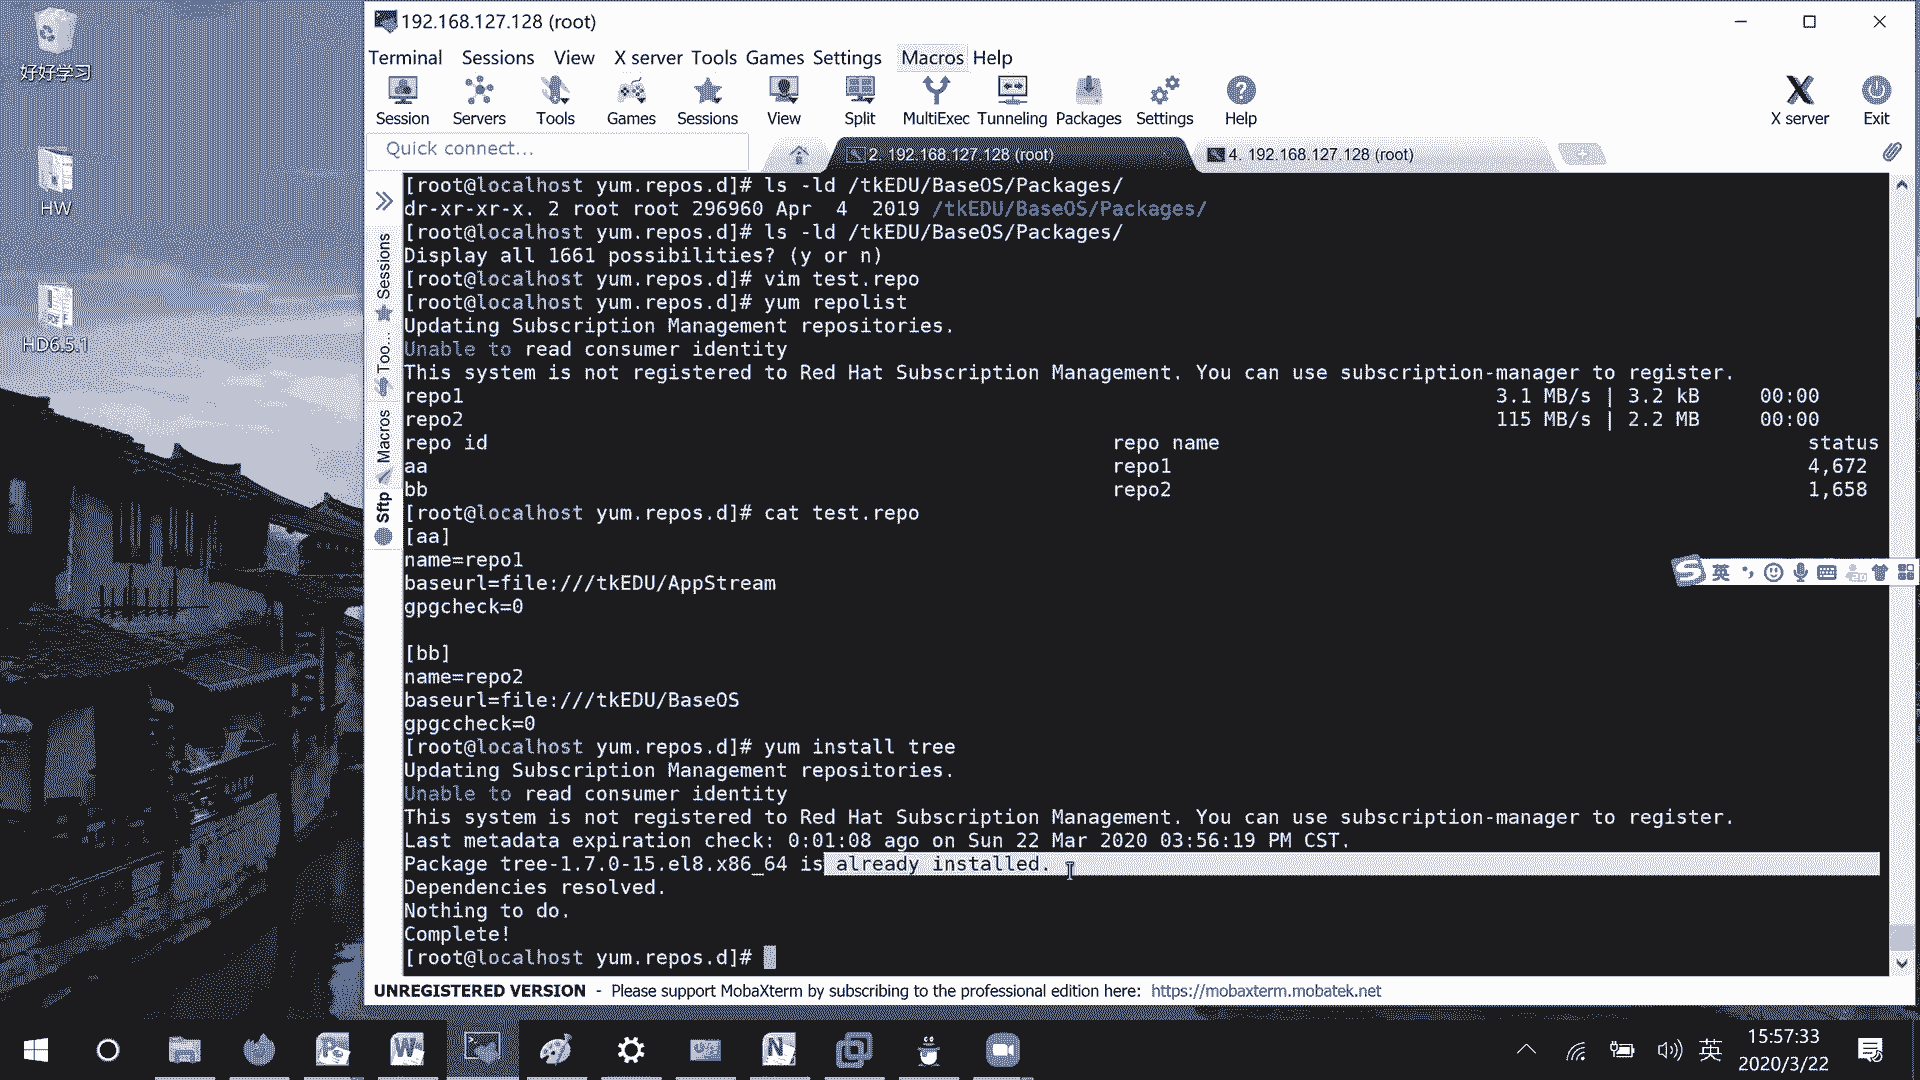 好好学习
HW
HD6.5.1
192.168.127.128 (root)
Terminal Sessions View X server Tools Games Settings Macros Help
Session Servers Tools Games Sessions View Split MultiExec Tunneling Packages Settings Help X server Exit
Quick connect...
2. 192.168.127.128 (root)
4. 192.168.127.128 (root)
Sessions
Too...
Macros
Sftp
[root@localhost yum.repos.d]# ls -ld /tkEDU/BaseOS/Packages/
dr-xr-xr-x. 2 root root 296960 Apr  4  2019 /tkEDU/BaseOS/Packages/
[root@localhost yum.repos.d]# ls -ld /tkEDU/BaseOS/Packages/
Display all 1661 possibilities? (y or n)
[root@localhost yum.repos.d]# vim test.repo
[root@localhost yum.repos.d]# yum repolist
Updating Subscription Management repositories.
Unable to read consumer identity
This system is not registered to Red Hat Subscription Management. You can use subscription-manager to register.
repo1 3.1 MB/s | 3.2 kB 00:00
repo2 115 MB/s | 2.2 MB 00:00
repo id repo name status
aa repo1 4,672
bb repo2 1,658
[root@localhost yum.repos.d]# cat test.repo
[aa]
name=repo1
baseurl=file:///tkEDU/AppStream
gpgcheck=0
[bb]
name=repo2
baseurl=file:///tkEDU/BaseOS
gpgccheck=0
[root@localhost yum.repos.d]# yum install tree
Updating Subscription Management repositories.
Unable to read consumer identity
This system is not registered to Red Hat Subscription Management. You can use subscription-manager to register.
Last metadata expiration check: 0:01:08 ago on Sun 22 Mar 2020 03:56:19 PM CST.
Package tree-1.7.0-15.el8.x86_64 is already installed.
Dependencies resolved.
Nothing to do.
Complete!
[root@localhost yum.repos.d]#
英
UNREGISTERED VERSION - Please support MobaXterm by subscribing to the professional edition here: https://mobaxterm.mobatek.net
英
15:57:33
2020/3/22